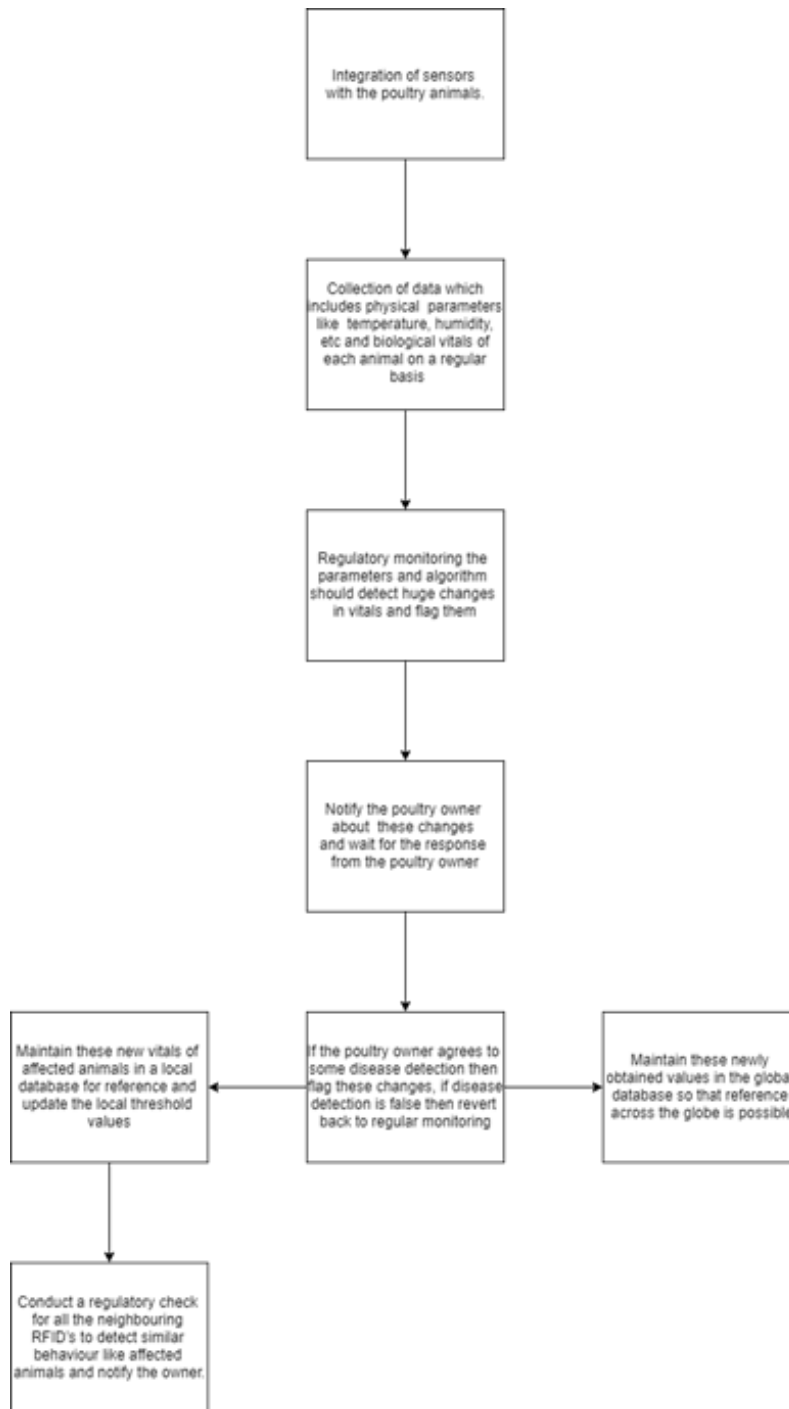 Integration of sensors
with the poultry animals.
Collection of data which
includes physical parameters
like temperature, humidity,
etc and biological vitals of
each animal on a regular
basis
Regulatory monitoring the
parameters and algorithm
should detect huge changes
in vitals and flag them
Notify the poultry owner
about these changes
and wait for the response
from the poultry owner
Maintain these new vitals of
affected animals in a local
database for reference and
update the local threshold
values
If the poultry owner agrees to
some disease detection then
flag these changes, if disease
detection is false then revert
back to regular monitoring
Maintain these newly
obtained values in the global
database so that reference
across the globe is possible
Conduct a regulatory check
for all the neighbouring
RFID's to detect similar
behaviour like affected
animals and notify the owner.